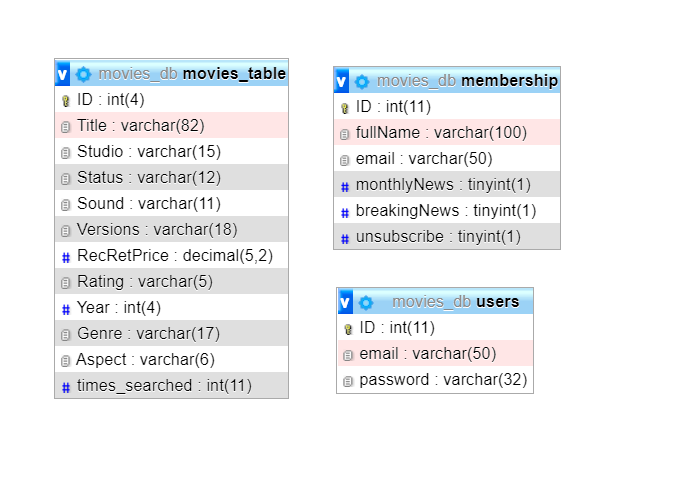 v movies_db movies_table
ID : int(4)
Title : varchar(82)
Studio : varchar(15)
Status : varchar(12)
Sound : varchar(11)
Versions : varchar(18)
# RecRetPrice : decimal(5,2)
Rating : varchar(5)
# Year : int(4)
Genre : varchar(17)
Aspect : varchar(6)
# times_searched : int(11)
v movies_db membership
ID : int(11)
fullName : varchar(100)
email : varchar(50)
# monthlyNews : tinyint(1)
# breakingNews : tinyint(1)
# unsubscribe : tinyint(1)
v movies_db users
ID : int(11)
email : varchar(50)
password : varchar(32)